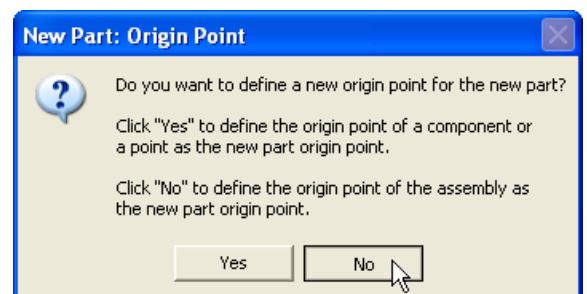 New Part: Origin Point
Do you want to define a new origin point for the new part?
Click "Yes" to define the origin point of a component or
a point as the new part origin point.
Click "No" to define the origin point of the assembly as
the new part origin point.
Yes No